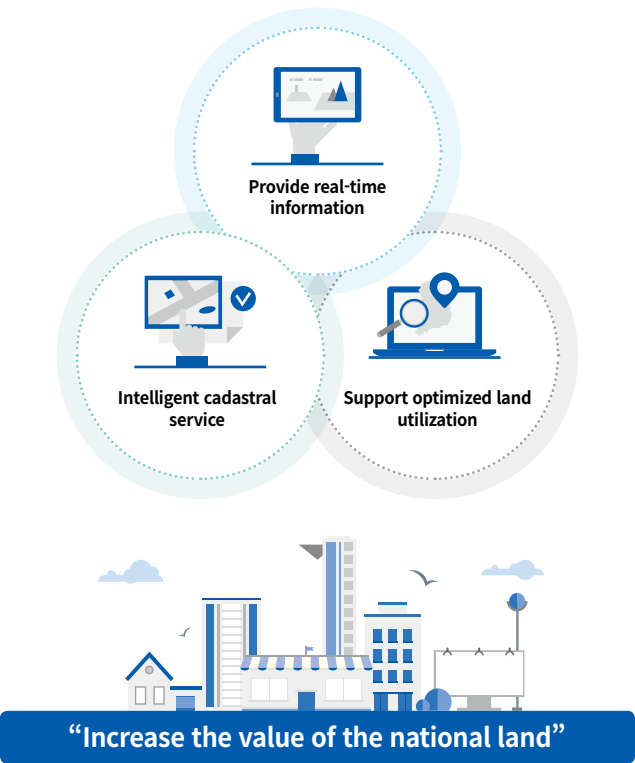 Provide real-time
information
Intelligent cadastral
service
Support optimized land
utilization
“Increase the value of the national land”